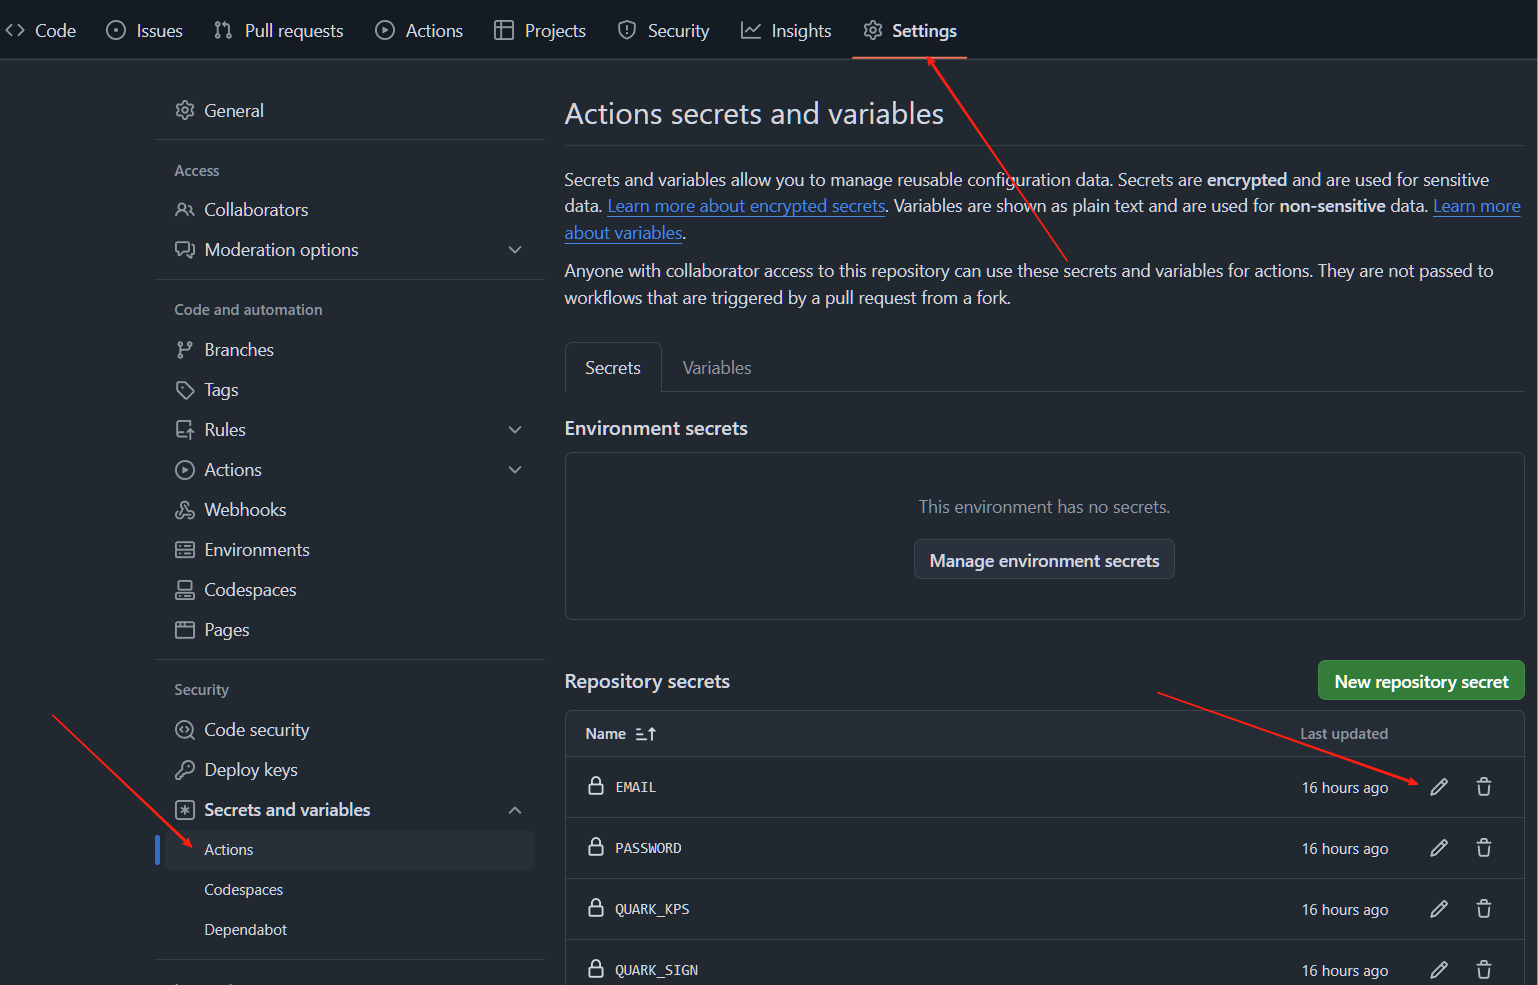 Code Issues Pull requests Actions Projects Security Insights Settings
General
Access
Collaborators
Moderation options
Code and automation
Branches
Tags
Rules
Actions
Webhooks
Environments
Codespaces
Pages
Security
Code security
Deploy keys
Secrets and variables
Actions
Codespaces
Dependabot
Actions secrets and variables
Secrets and variables allow you to manage reusable configuration data. Secrets are encrypted and are used for sensitive
data. Learn more about encrypted secrets. Variables are shown as plain text and are used for non-sensitive data. Learn more
about variables.
Anyone with collaborator access to this repository can use these secrets and variables for actions. They are not passed to
workflows that are triggered by a pull request from a fork.
Secrets Variables
Environment secrets
This environment has no secrets.
Manage environment secrets
Repository secrets New repository secret
Name Last updated
EMAIL 16 hours ago
PASSWORD 16 hours ago
QUARK_KPS 16 hours ago
QUARK_SIGN 16 hours ago